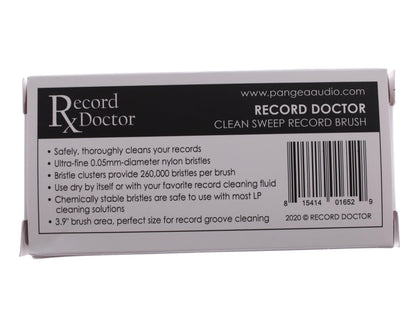 www.pangeaaudio.com
Record
Rx Doctor
RECORD DOCTOR
CLEAN SWEEP RECORD BRUSH
• Safely, thoroughly cleans your records
• Ultra-fine 0.05mm-diameter nylon bristles
• Bristle clusters provide 260,000 bristles per brush
• Use dry by itself or with your favorite record cleaning fluid
• Chemically stable bristles are safe to use with most LP
cleaning solutions
• 3.9" brush area, perfect size for record groove cleaning
8 15414 01652 9
2020 © RECORD DOCTOR